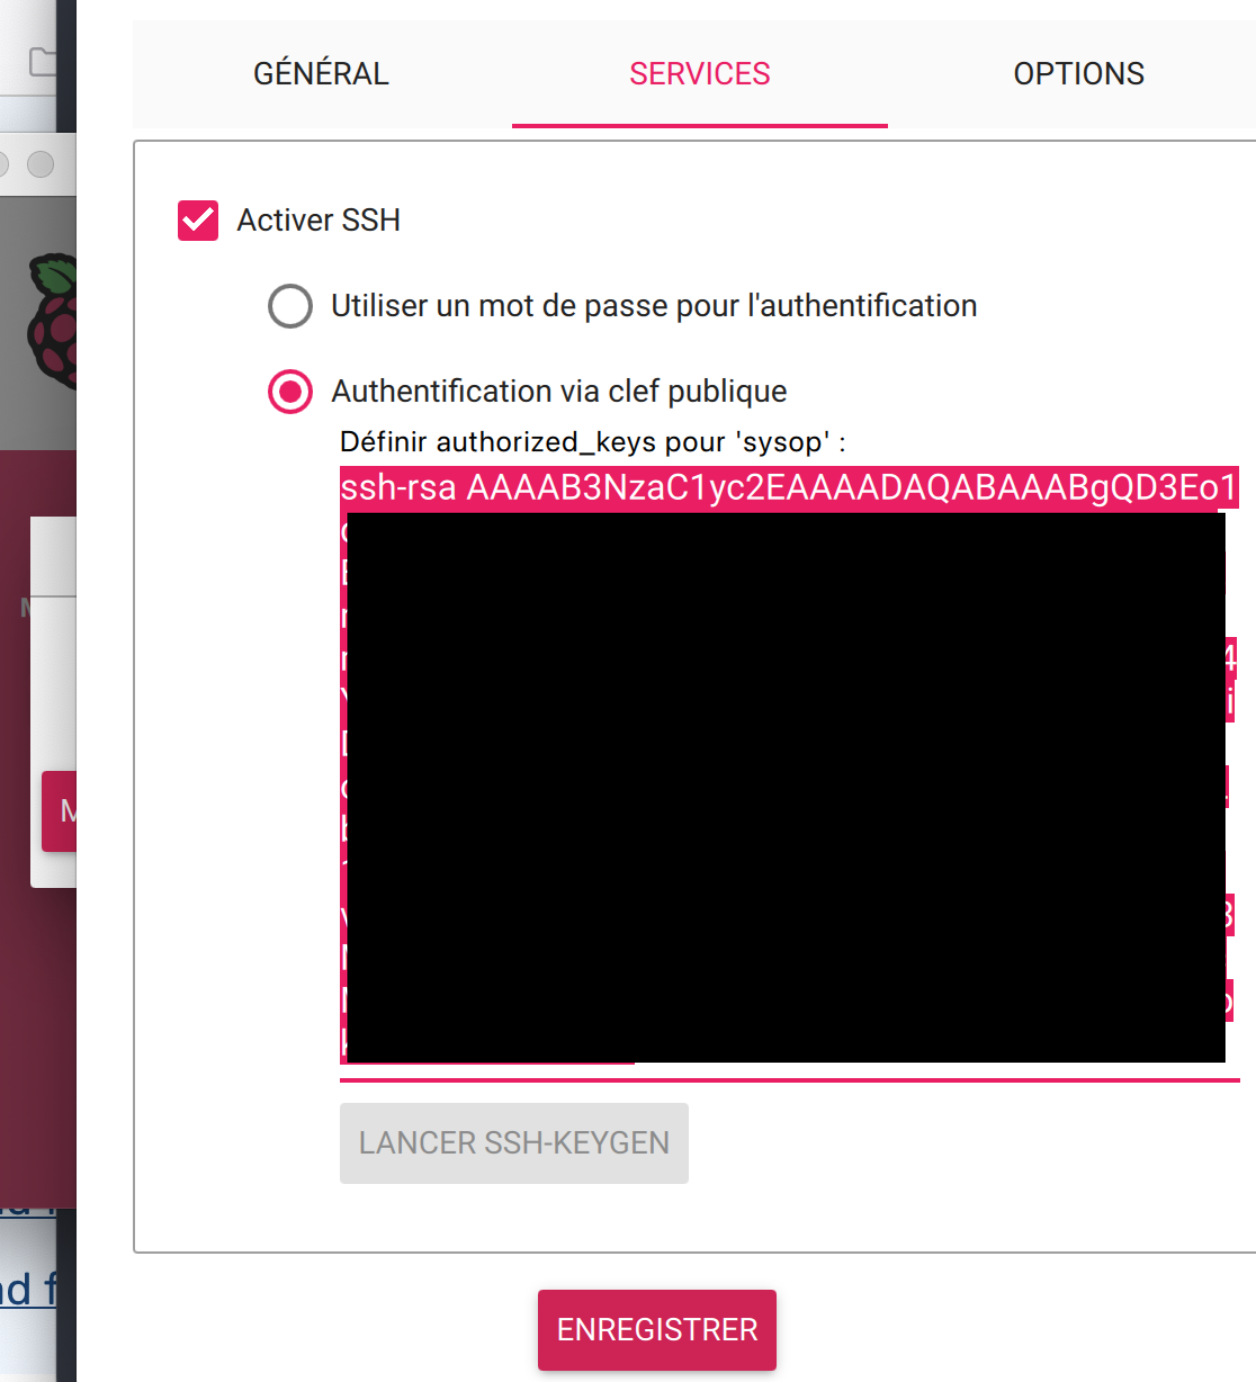 GÉNÉRAL SERVICES OPTIONS
Activer SSH
Utiliser un mot de passe pour l'authentification
Authentification via clef publique
Définir authorized_keys pour 'sysop' :
ssh-rsa AAAAB3NzaC1yc2EAAAADAQABAAABgQD3Eo1
LANCER SSH-KEYGEN
ENREGISTRER